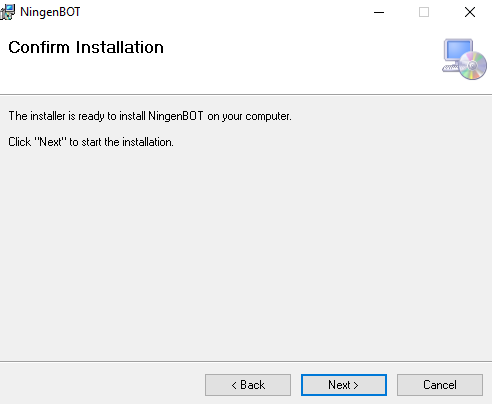 NingenBOT
Confirm Installation
The installer is ready to install NingenBOT on your computer.
Click "Next" to start the installation.
< Back
Next >
Cancel